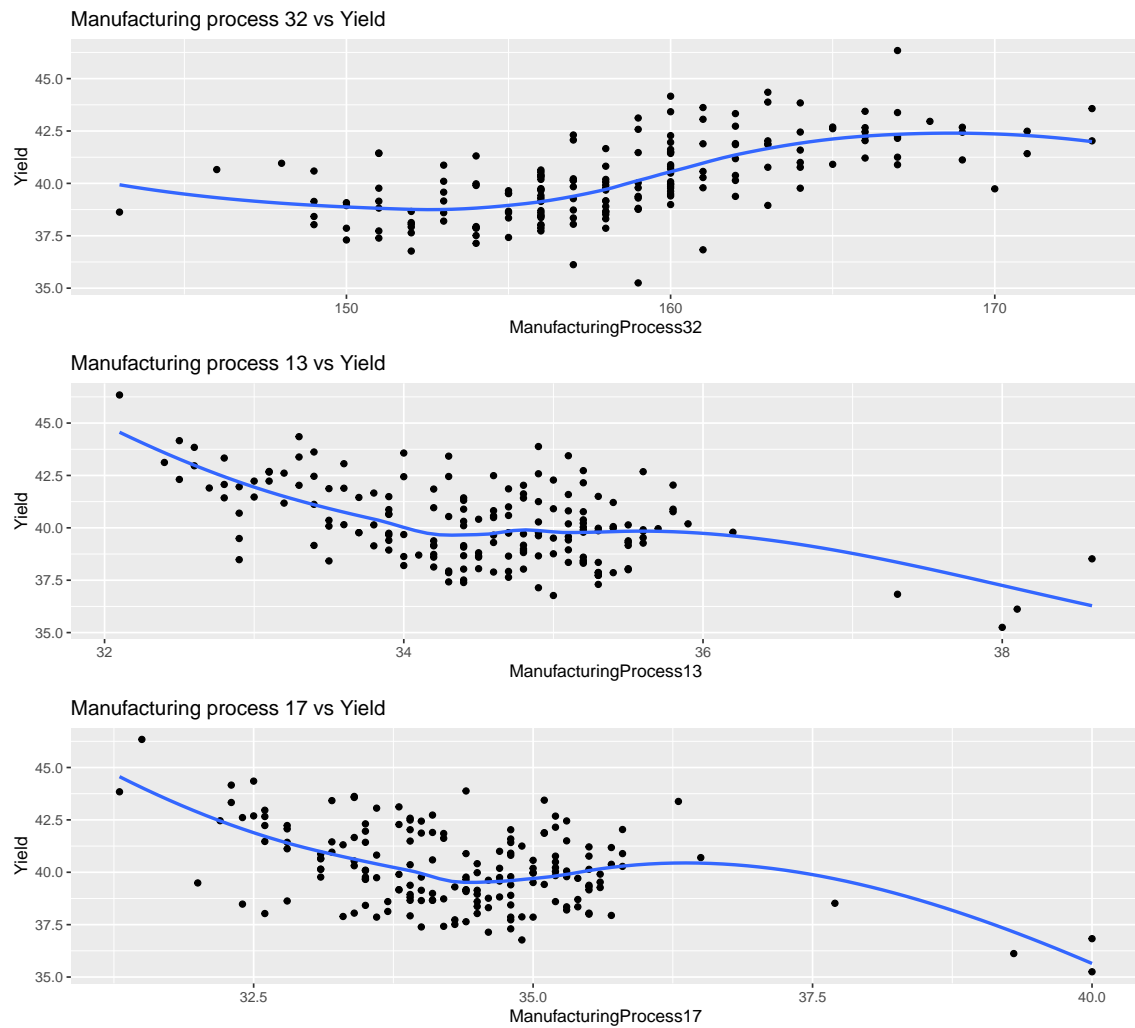 Manufacturing process 32 vs Yield
45.0
42.5
40.0
37.5
35.0
Yield
150 160 170
ManufacturingProcess32
Manufacturing process 13 vs Yield
45.0
42.5
40.0
37.5
35.0
Yield
32 34 36 38
ManufacturingProcess13
Manufacturing process 17 vs Yield
45.0
42.5
40.0
37.5
35.0
Yield
32.5 35.0 37.5 40.0
ManufacturingProcess17